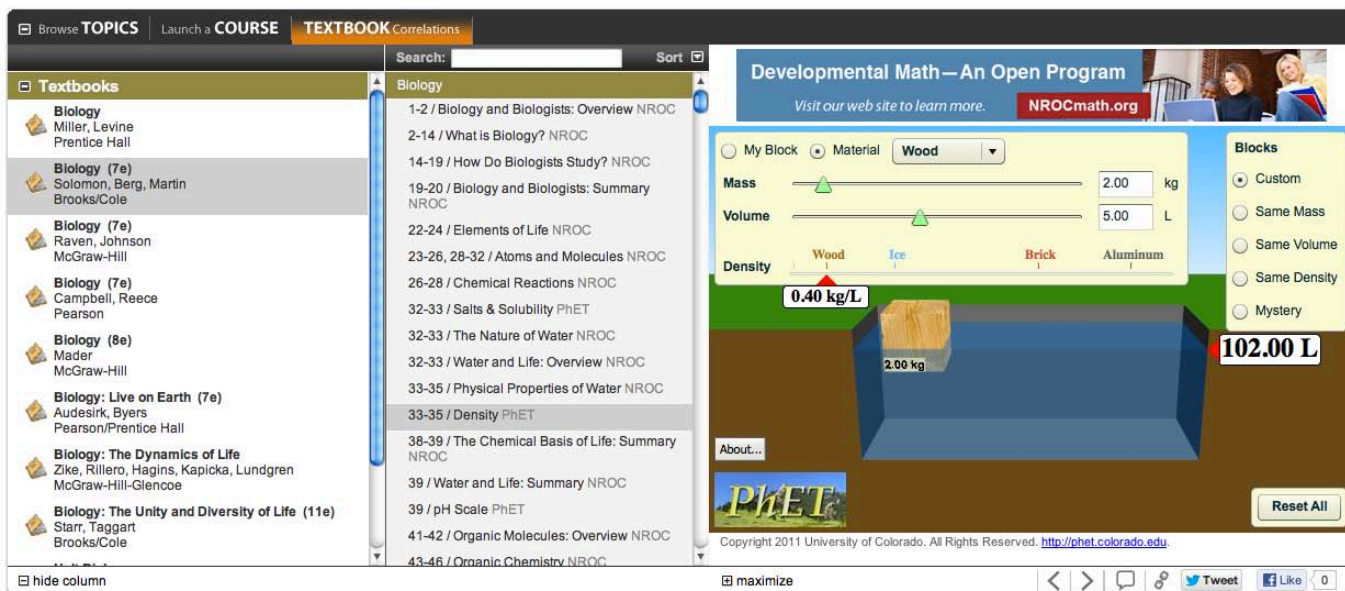 Browse TOPICS Launch a COURSE TEXTBOOK Correlations
Search: Sort
Textbooks
Biology
Miller, Levine
Prentice Hall
Biology (7e)
Solomon, Berg, Martin
Brooks/Cole
Biology (7e)
Raven, Johnson
McGraw-Hill
Biology (7e)
Campbell, Reece
Pearson
Biology (8e)
Mader
McGraw-Hill
Biology: Live on Earth (7e)
Audesirk, Byers
Pearson/Prentice Hall
Biology: The Dynamics of Life
Zike, Rillero, Hagins, Kapicka, Lundgren
McGraw-Hill-Glencoe
Biology: The Unity and Diversity of Life (11e)
Starr, Taggart
Brooks/Cole
hide column
Biology
1-2 / Biology and Biologists: Overview NROC
2-14 / What is Biology? NROC
14-19 / How Do Biologists Study? NROC
19-20 / Biology and Biologists: Summary
NROC
22-24 / Elements of Life NROC
23-26, 28-32 / Atoms and Molecules NROC
26-28 / Chemical Reactions NROC
32-33 / Salts & Solubility PhET
32-33 / The Nature of Water NROC
32-33 / Water and Life: Overview NROC
33-35 / Physical Properties of Water NROC
33-35 / Density PhET
38-39 / The Chemical Basis of Life: Summary
NROC
39 / Water and Life: Summary NROC
39 / pH Scale PhET
41-42 / Organic Molecules: Overview NROC
43-46 / Organic Chemistry NROC
Developmental Math—An Open Program
Visit our web site to learn more. NROCmath.org
My Block Material Wood
Mass 2.00 kg
Volume 5.00 L
Wood Ice Brick Aluminum
Density
0.40 kg/L
Blocks
Custom
Same Mass
Same Volume
Same Density
Mystery
102.00 L
2.00 kg
About...
PhET
Reset All
Copyright 2011 University of Colorado. All Rights Reserved. http://phet.colorado.edu.
maximize Tweet Like 0